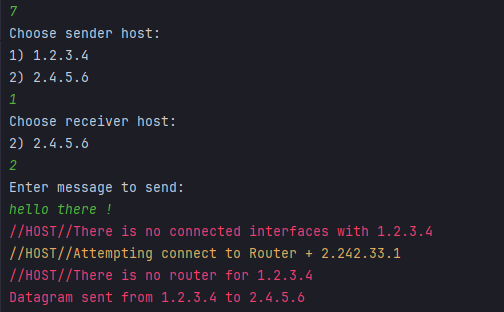 7
Choose sender host:
1) 1.2.3.4
2) 2.4.5.6
1
Choose receiver host:
2) 2.4.5.6
2
Enter message to send:
hello there !
//HOST//There is no connected interfaces with 1.2.3.4
//HOST//Attempting connect to Router + 2.242.33.1
//HOST//There is no router for 1.2.3.4
Datagram sent from 1.2.3.4 to 2.4.5.6